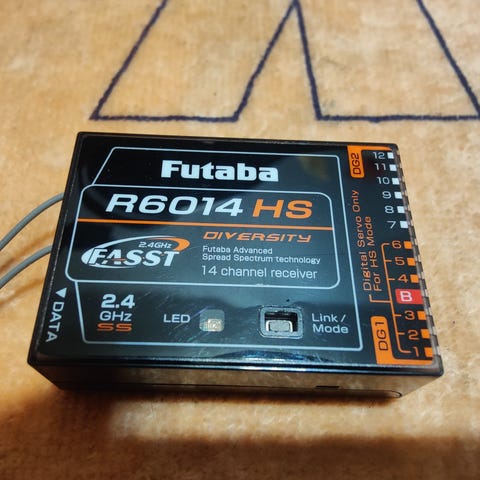 Futaba
R6014 HS
DIVERSITY
2.4GHz
FASST
Futaba Advanced
Spread Spectrum technology
14 channel receiver
2.4
GHz
SS
LED
Link/
Mode
▼DATA
DG2
12
11
10
9
8
7
6
5
4
B
3
2
1
DG1
Digital Servo Only
For HS Mode